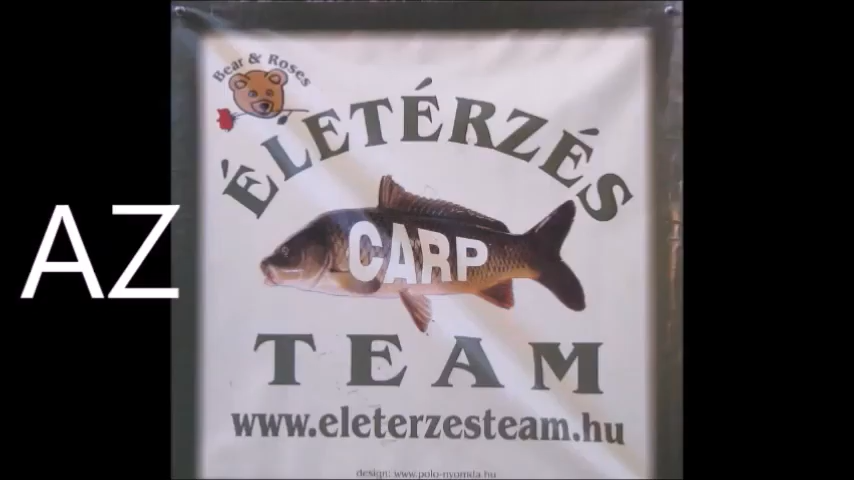 AZ
Bear & Roses
ÉLETÉRZÉS
CARP
TEAM
www.eleterzesteam.hu
design: www.polo-nyomda.hu